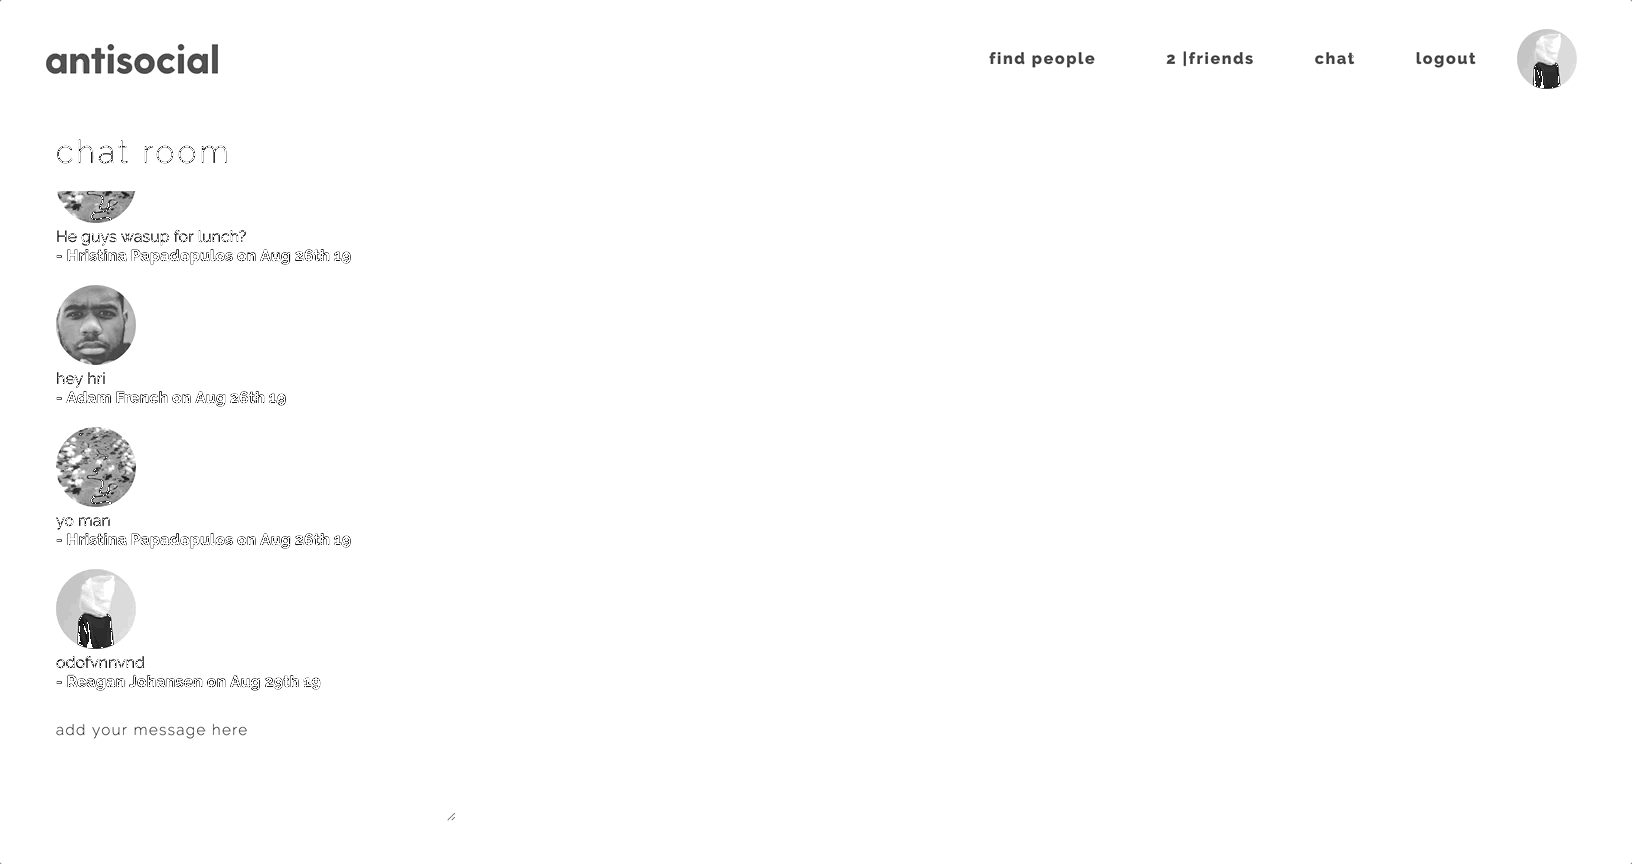 antisocial
find people 2 |friends chat logout
chat room
He guys wasup for lunch?
- Hristina Papadopulos on Aug 26th 19
hey hri
- Adam French on Aug 26th 19
yo man
- Hristina Papadopulos on Aug 26th 19
odofvnnvnd
- Reagan Johansen on Aug 29th 19
add your message here